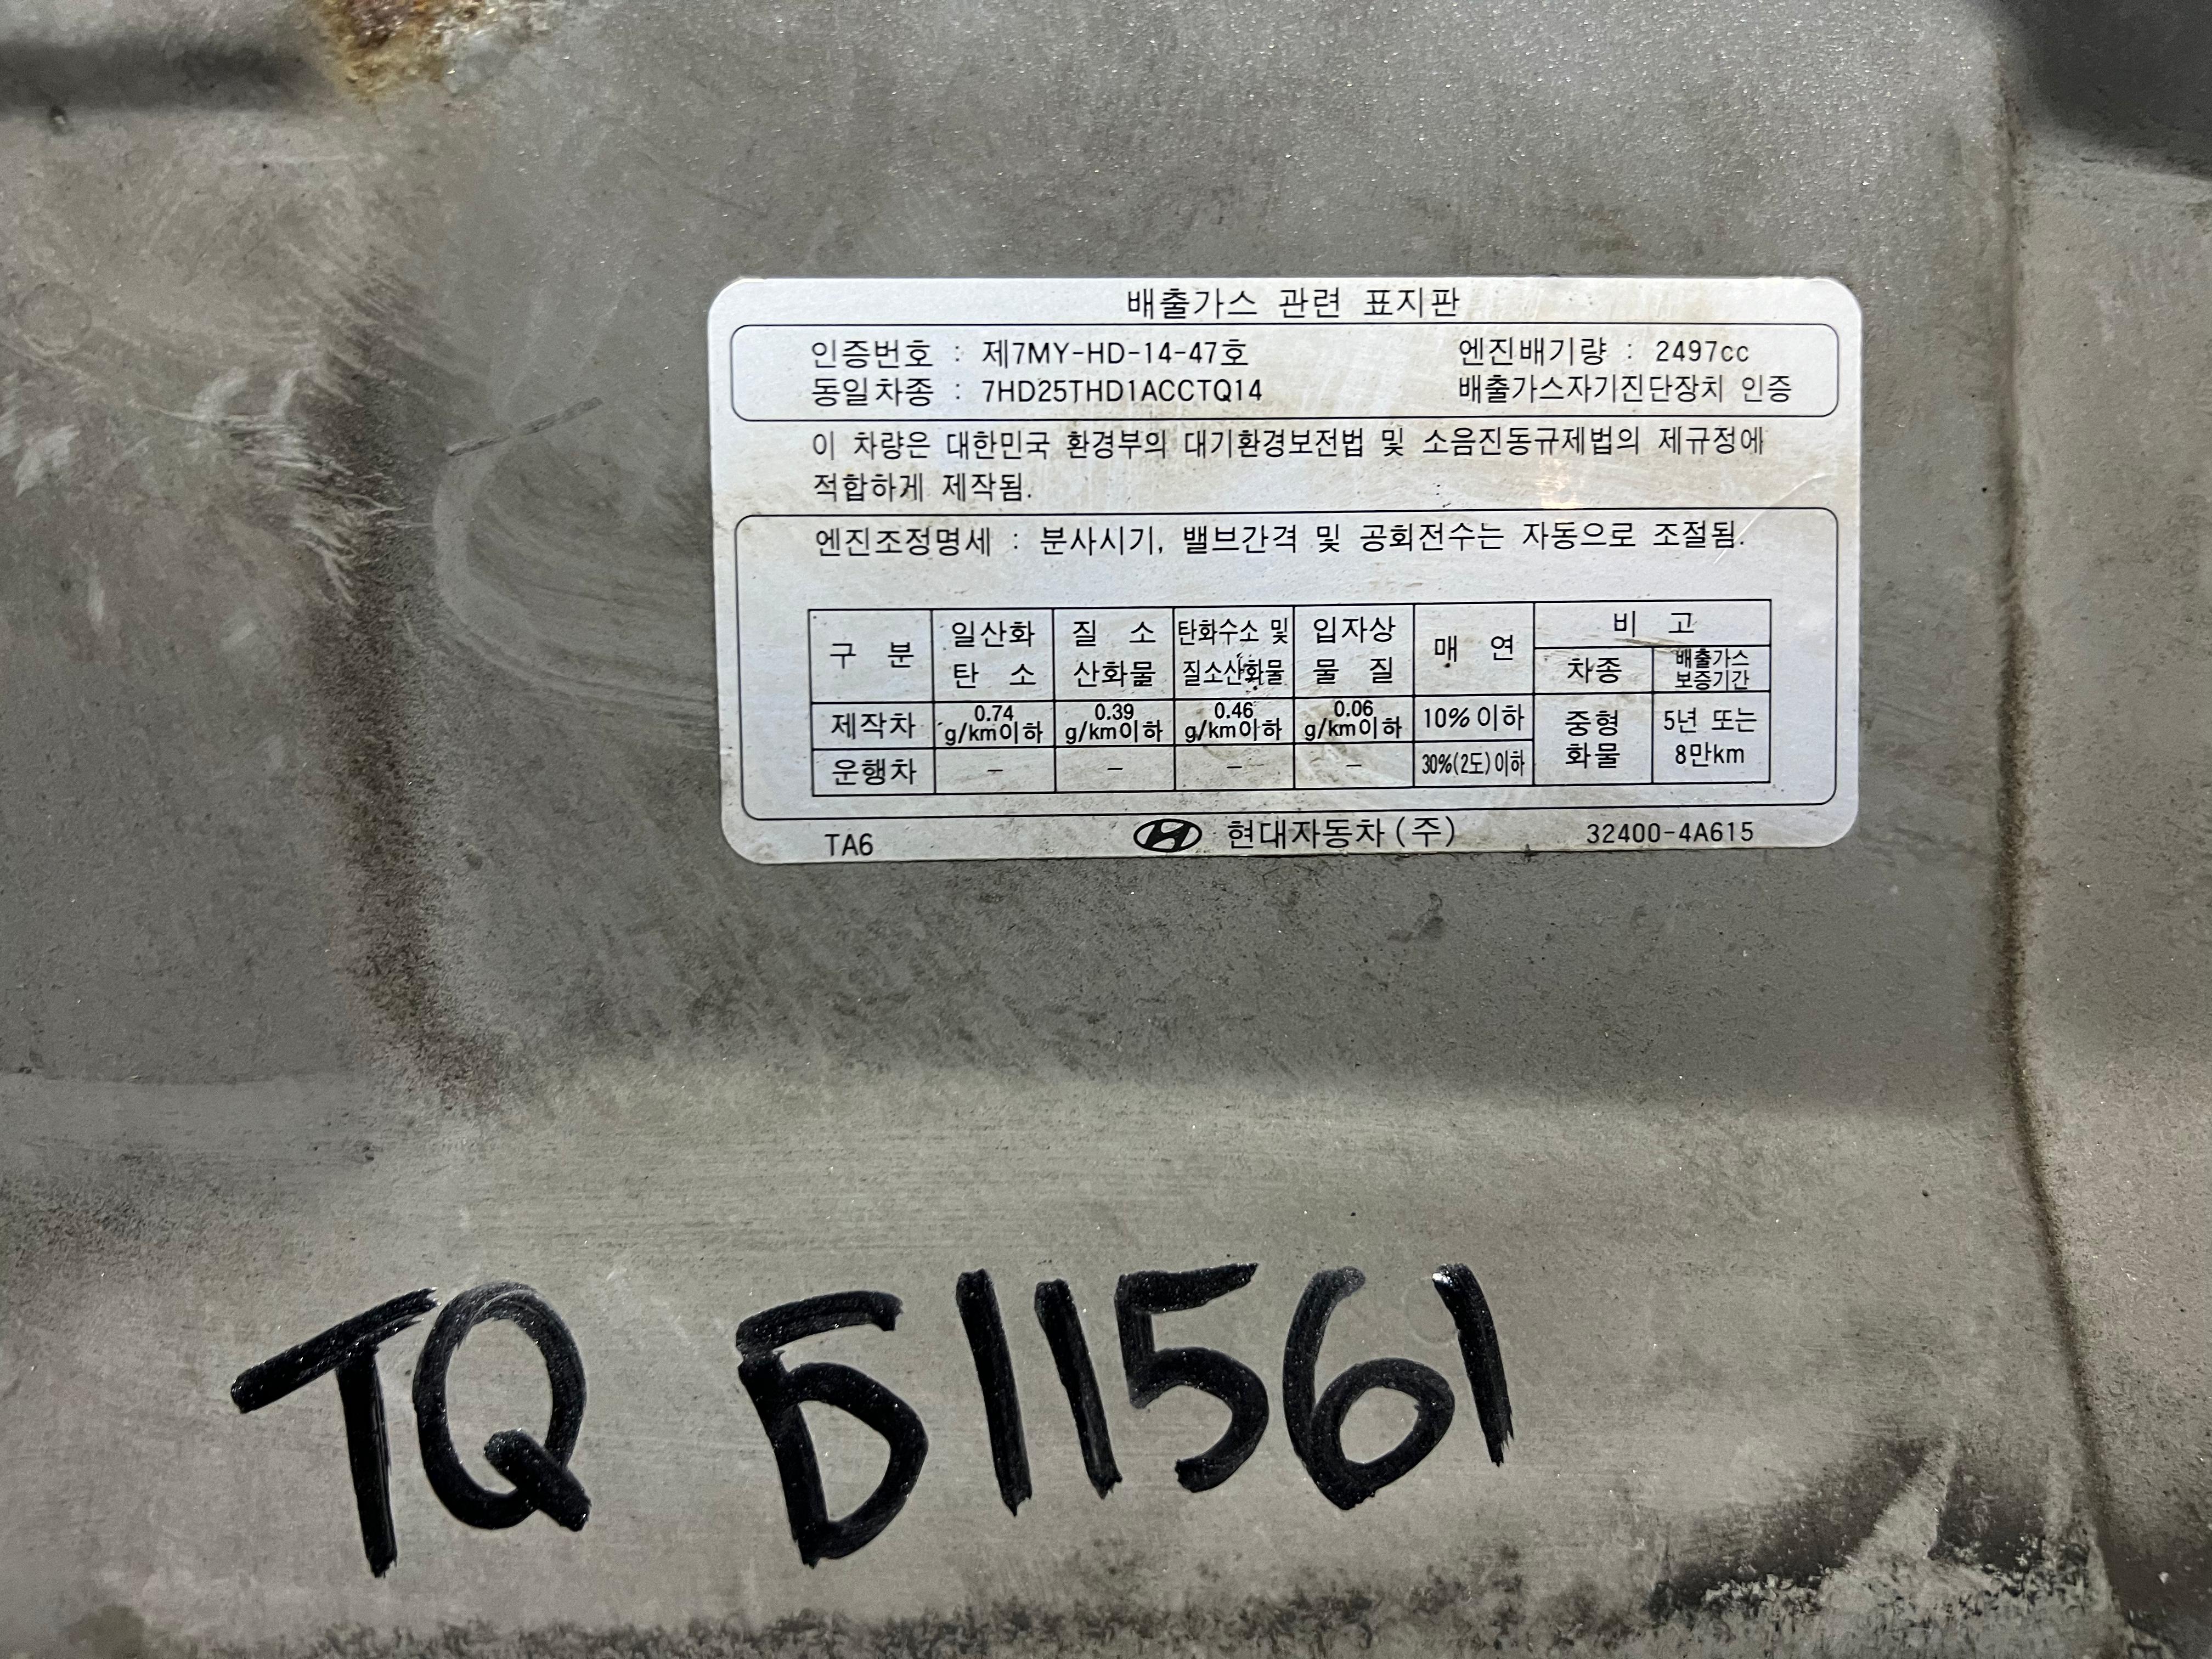 배출가스 관련 표지판
인증번호 : 제7MY-HD-14-47호 엔진배기량 : 2497cc
동일차종 : 7HD25THD1ACCTQ14 배출가스자기진단장치 인증
이 차량은 대한민국 환경부의 대기환경보전법 및 소음진동규제법의 제규정에
적합하게 제작됨.
엔진조정명세 : 분사시기, 밸브간격 및 공회전수는 자동으로 조절됨.
구 분 일산화 탄 소 질 소 산화물 탄화수소 및 질소산화물 입자상 물 질 매 연 비 고
차종 배출가스 보증기간
제작차 0.74 g/km이하 0.39 g/km이하 0.46 g/km이하 0.06 g/km이하 10% 이하 중형 화물 5년 또는 8만km
운행차 – – – – 30%(2도)이하
TA6 현대자동차(주) 32400-4A615
TQ 511561